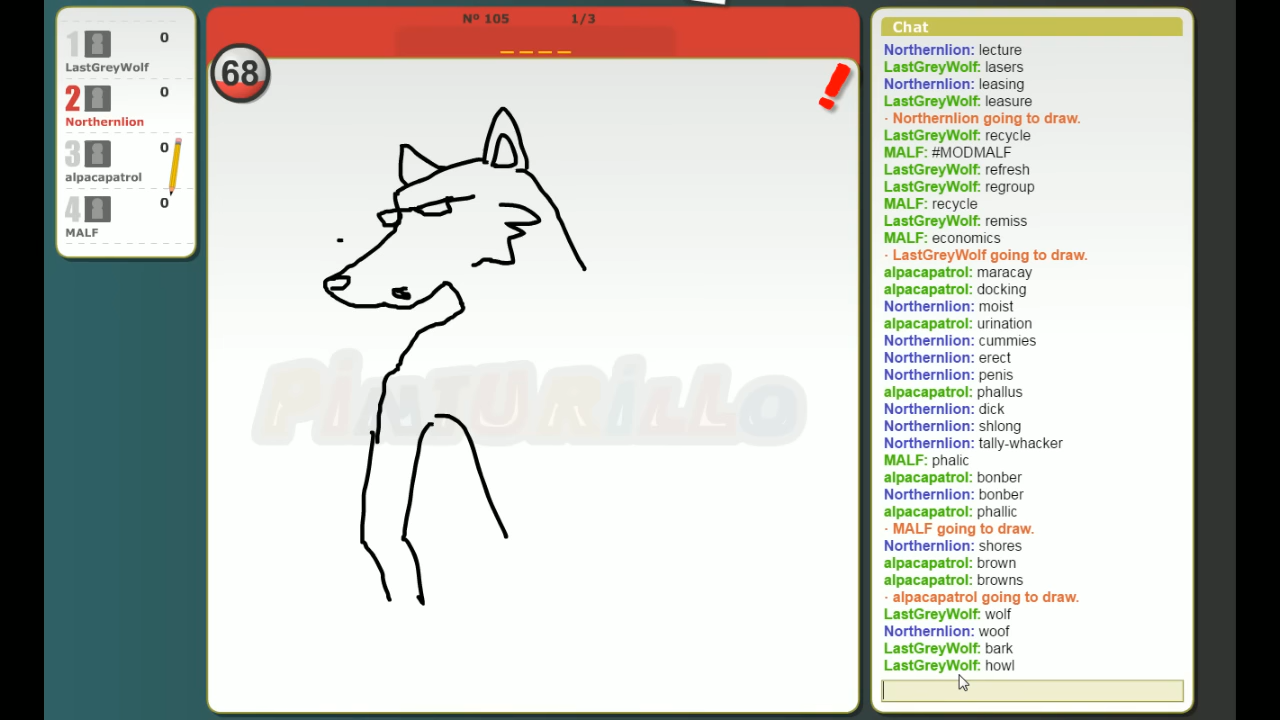 Nº 105 1/3
_ _ _ _
68
1 0
LastGreyWolf
2 0
Northernlion
3 0
alpacapatrol
4 0
MALF
PiNTURiLLO
Chat
Northernlion: lecture
LastGreyWolf: lasers
Northernlion: leasing
LastGreyWolf: leasure
· Northernlion going to draw.
LastGreyWolf: recycle
MALF: #MODMALF
LastGreyWolf: refresh
LastGreyWolf: regroup
MALF: recycle
LastGreyWolf: remiss
MALF: economics
· LastGreyWolf going to draw.
alpacapatrol: maracay
alpacapatrol: docking
Northernlion: moist
alpacapatrol: urination
Northernlion: cummies
Northernlion: erect
Northernlion: penis
alpacapatrol: phallus
Northernlion: dick
Northernlion: shlong
Northernlion: tally-whacker
MALF: phalic
alpacapatrol: bonber
Northernlion: bonber
alpacapatrol: phallic
· MALF going to draw.
Northernlion: shores
alpacapatrol: brown
alpacapatrol: browns
· alpacapatrol going to draw.
LastGreyWolf: wolf
Northernlion: woof
LastGreyWolf: bark
LastGreyWolf: howl